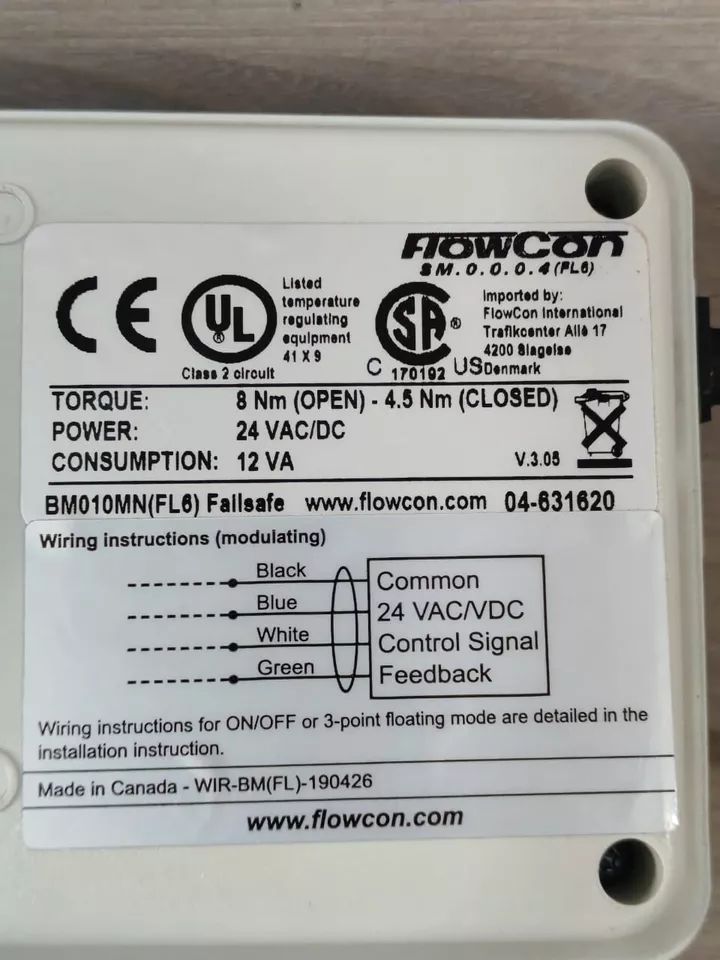 FlowCon
SM.0.0.0.4(FL6)
CE
UL
®
Class 2 circuit
Listed
temperature
regulating
equipment
41 X 9
SA ®
C 170192 US
Imported by:
FlowCon International
Trafikcenter Allè 17
4200 Slagelse
Denmark
TORQUE: 8 Nm (OPEN) - 4.5 Nm (CLOSED)
POWER: 24 VAC/DC
CONSUMPTION: 12 VA V.3.05
BM010MN(FL6) Failsafe www.flowcon.com 04-631620
Wiring instructions (modulating)
Black Common
Blue 24 VAC/VDC
White Control Signal
Green Feedback
Wiring instructions for ON/OFF or 3-point floating mode are detailed in the
installation instruction.
Made in Canada - WIR-BM(FL)-190426
www.flowcon.com